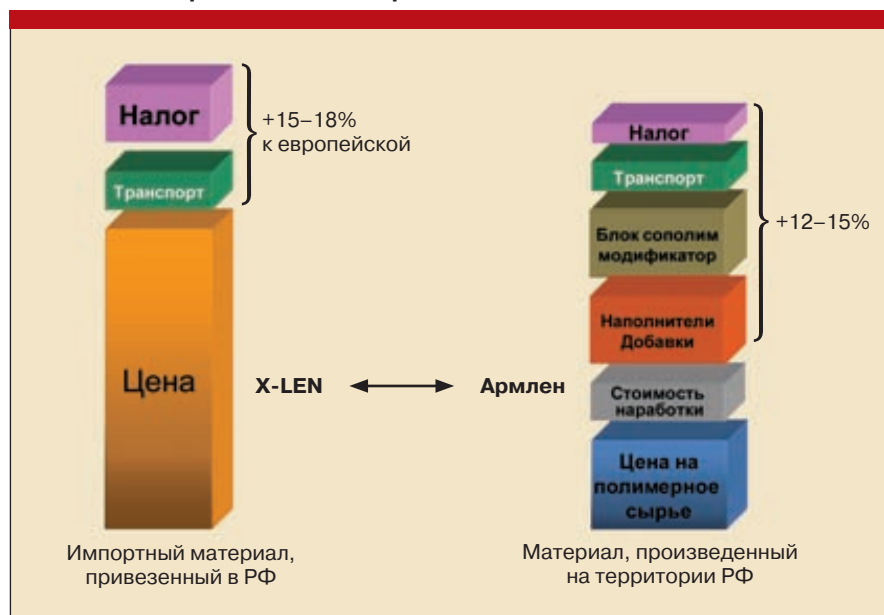 Налог
Транспорт
Цена
+15–18%
к европейской
Импортный материал,
привезенный в РФ
X-LEN
Армлен
Налог
Транспорт
Блок сополим
модификатор
Наполнители
Добавки
Стоимость
наработки
Цена на
полимерное
сырье
+12–15%
Материал, произведенный
на территории РФ